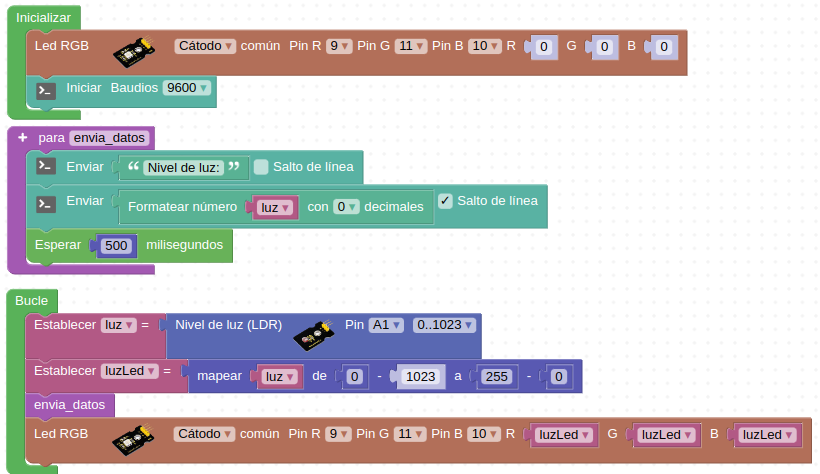 Inicializar
Led RGB Cátodo común Pin R 9 Pin G 11 Pin B 10 R 0 G 0 B 0
Iniciar Baudios 9600
+ para envia_datos
Enviar “ Nivel de luz: ” Salto de línea
Enviar Formatear número luz con 0 decimales Salto de línea
Esperar 500 milisegundos
Bucle
Establecer luz = Nivel de luz (LDR) Pin A1 0..1023
Establecer luzLed = mapear luz de 0 - 1023 a 255 - 0
envia_datos
Led RGB Cátodo común Pin R 9 Pin G 11 Pin B 10 R luzLed G luzLed B luzLed